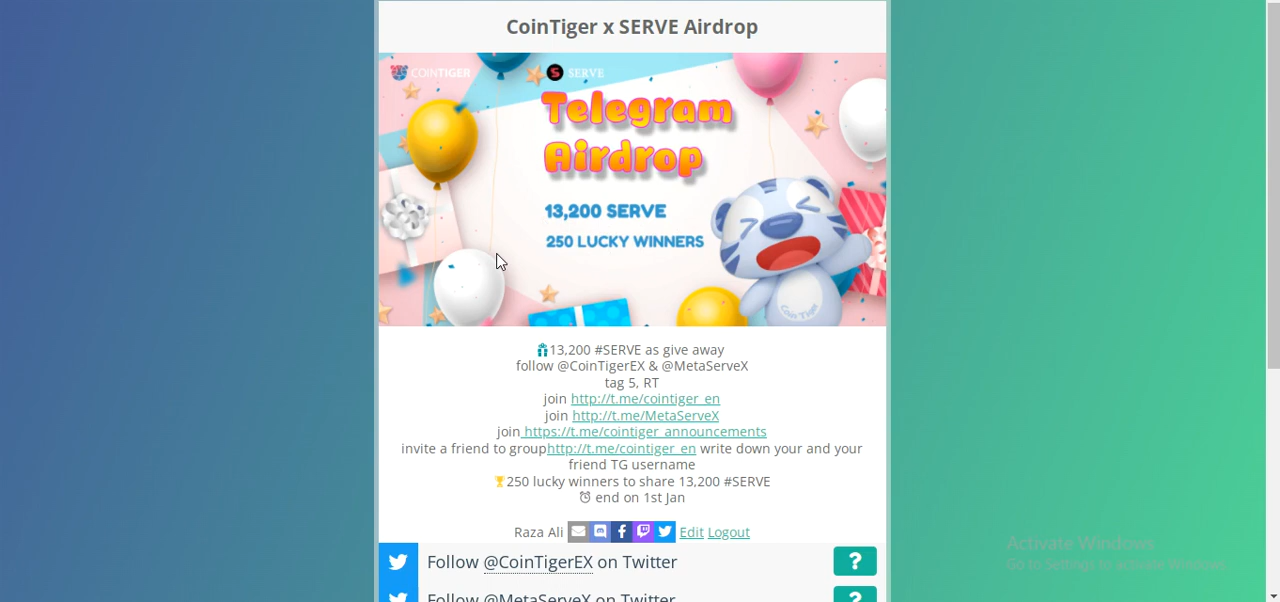 CoinTiger x SERVE Airdrop
COINTIGER
SERVE
Telegram
Airdrop
13,200 SERVE
250 LUCKY WINNERS
Coin Tiger
13,200 #SERVE as give away
follow @CoinTigerEX & @MetaServeX
tag 5, RT
join http://t.me/cointiger_en
join http://t.me/MetaServeX
join https://t.me/cointiger_announcements
invite a friend to grouphttp://t.me/cointiger_en write down your and your
friend TG username
250 lucky winners to share 13,200 #SERVE
end on 1st Jan
Raza Ali Edit Logout
Follow @CoinTigerEX on Twitter ?
Follow @MetaServeX on Twitter ?
Activate Windows
Go to Settings to activate Windows.